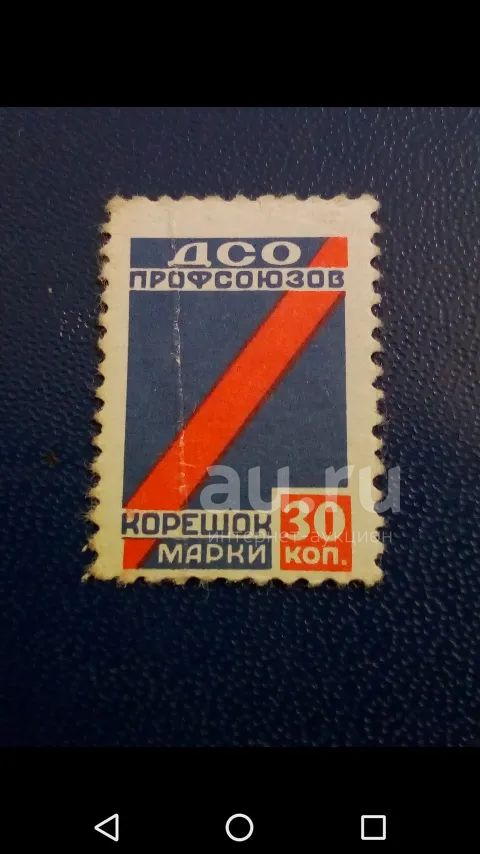 ДСО
ПРОФСОЮЗОВ
au.ru
интернет-аукцион
КОРЕШОК
МАРКИ
30
КОП.